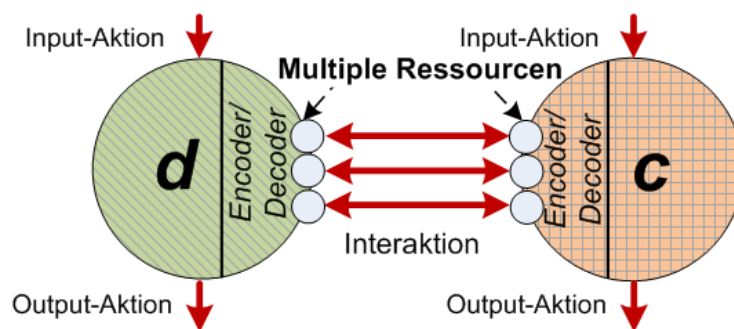 Input-Aktion
Input-Aktion
Multiple Ressourcen
d
Encoder/
Decoder
Encoder/
Decoder
c
Interaktion
Output-Aktion
Output-Aktion